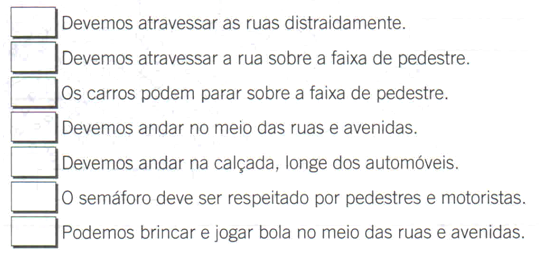 Devemos atravessar as ruas distraidamente.
Devemos atravessar a rua sobre a faixa de pedestre.
Os carros podem parar sobre a faixa de pedestre.
Devemos andar no meio das ruas e avenidas.
Devemos andar na calçada, longe dos automóveis.
O semáforo deve ser respeitado por pedestres e motoristas.
Podemos brincar e jogar bola no meio das ruas e avenidas.